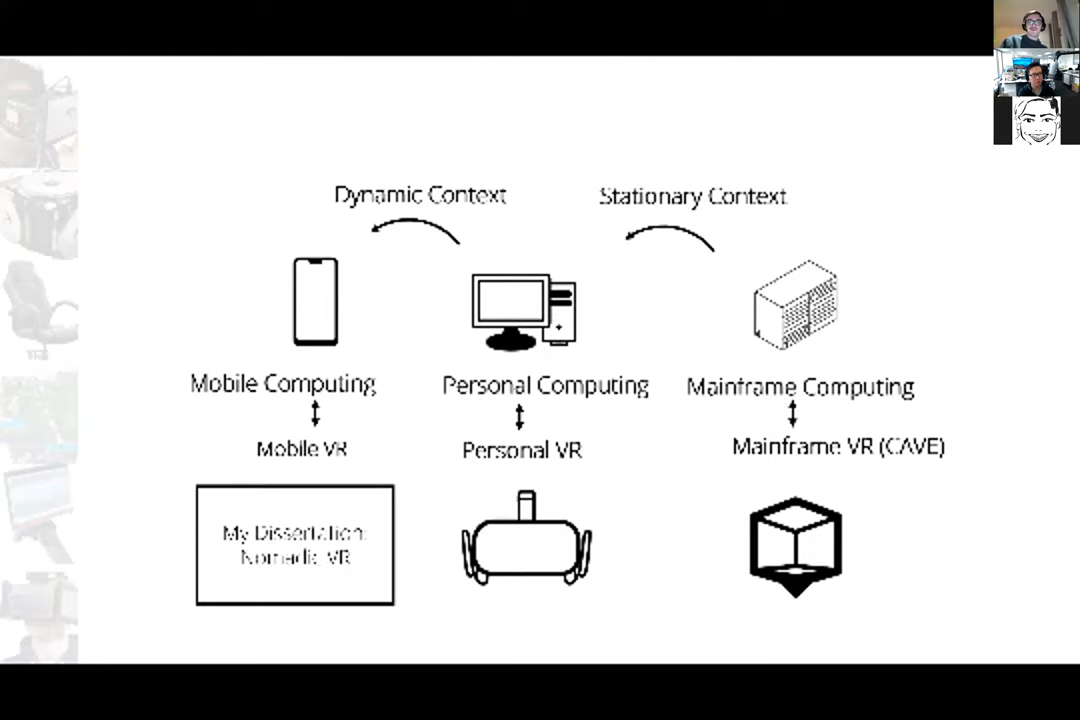 Dynamic Context
Stationary Context
Mobile Computing
Personal Computing
Mainframe Computing
Mobile VR
Personal VR
Mainframe VR (CAVE)
My Dissertation:
Nomadic VR